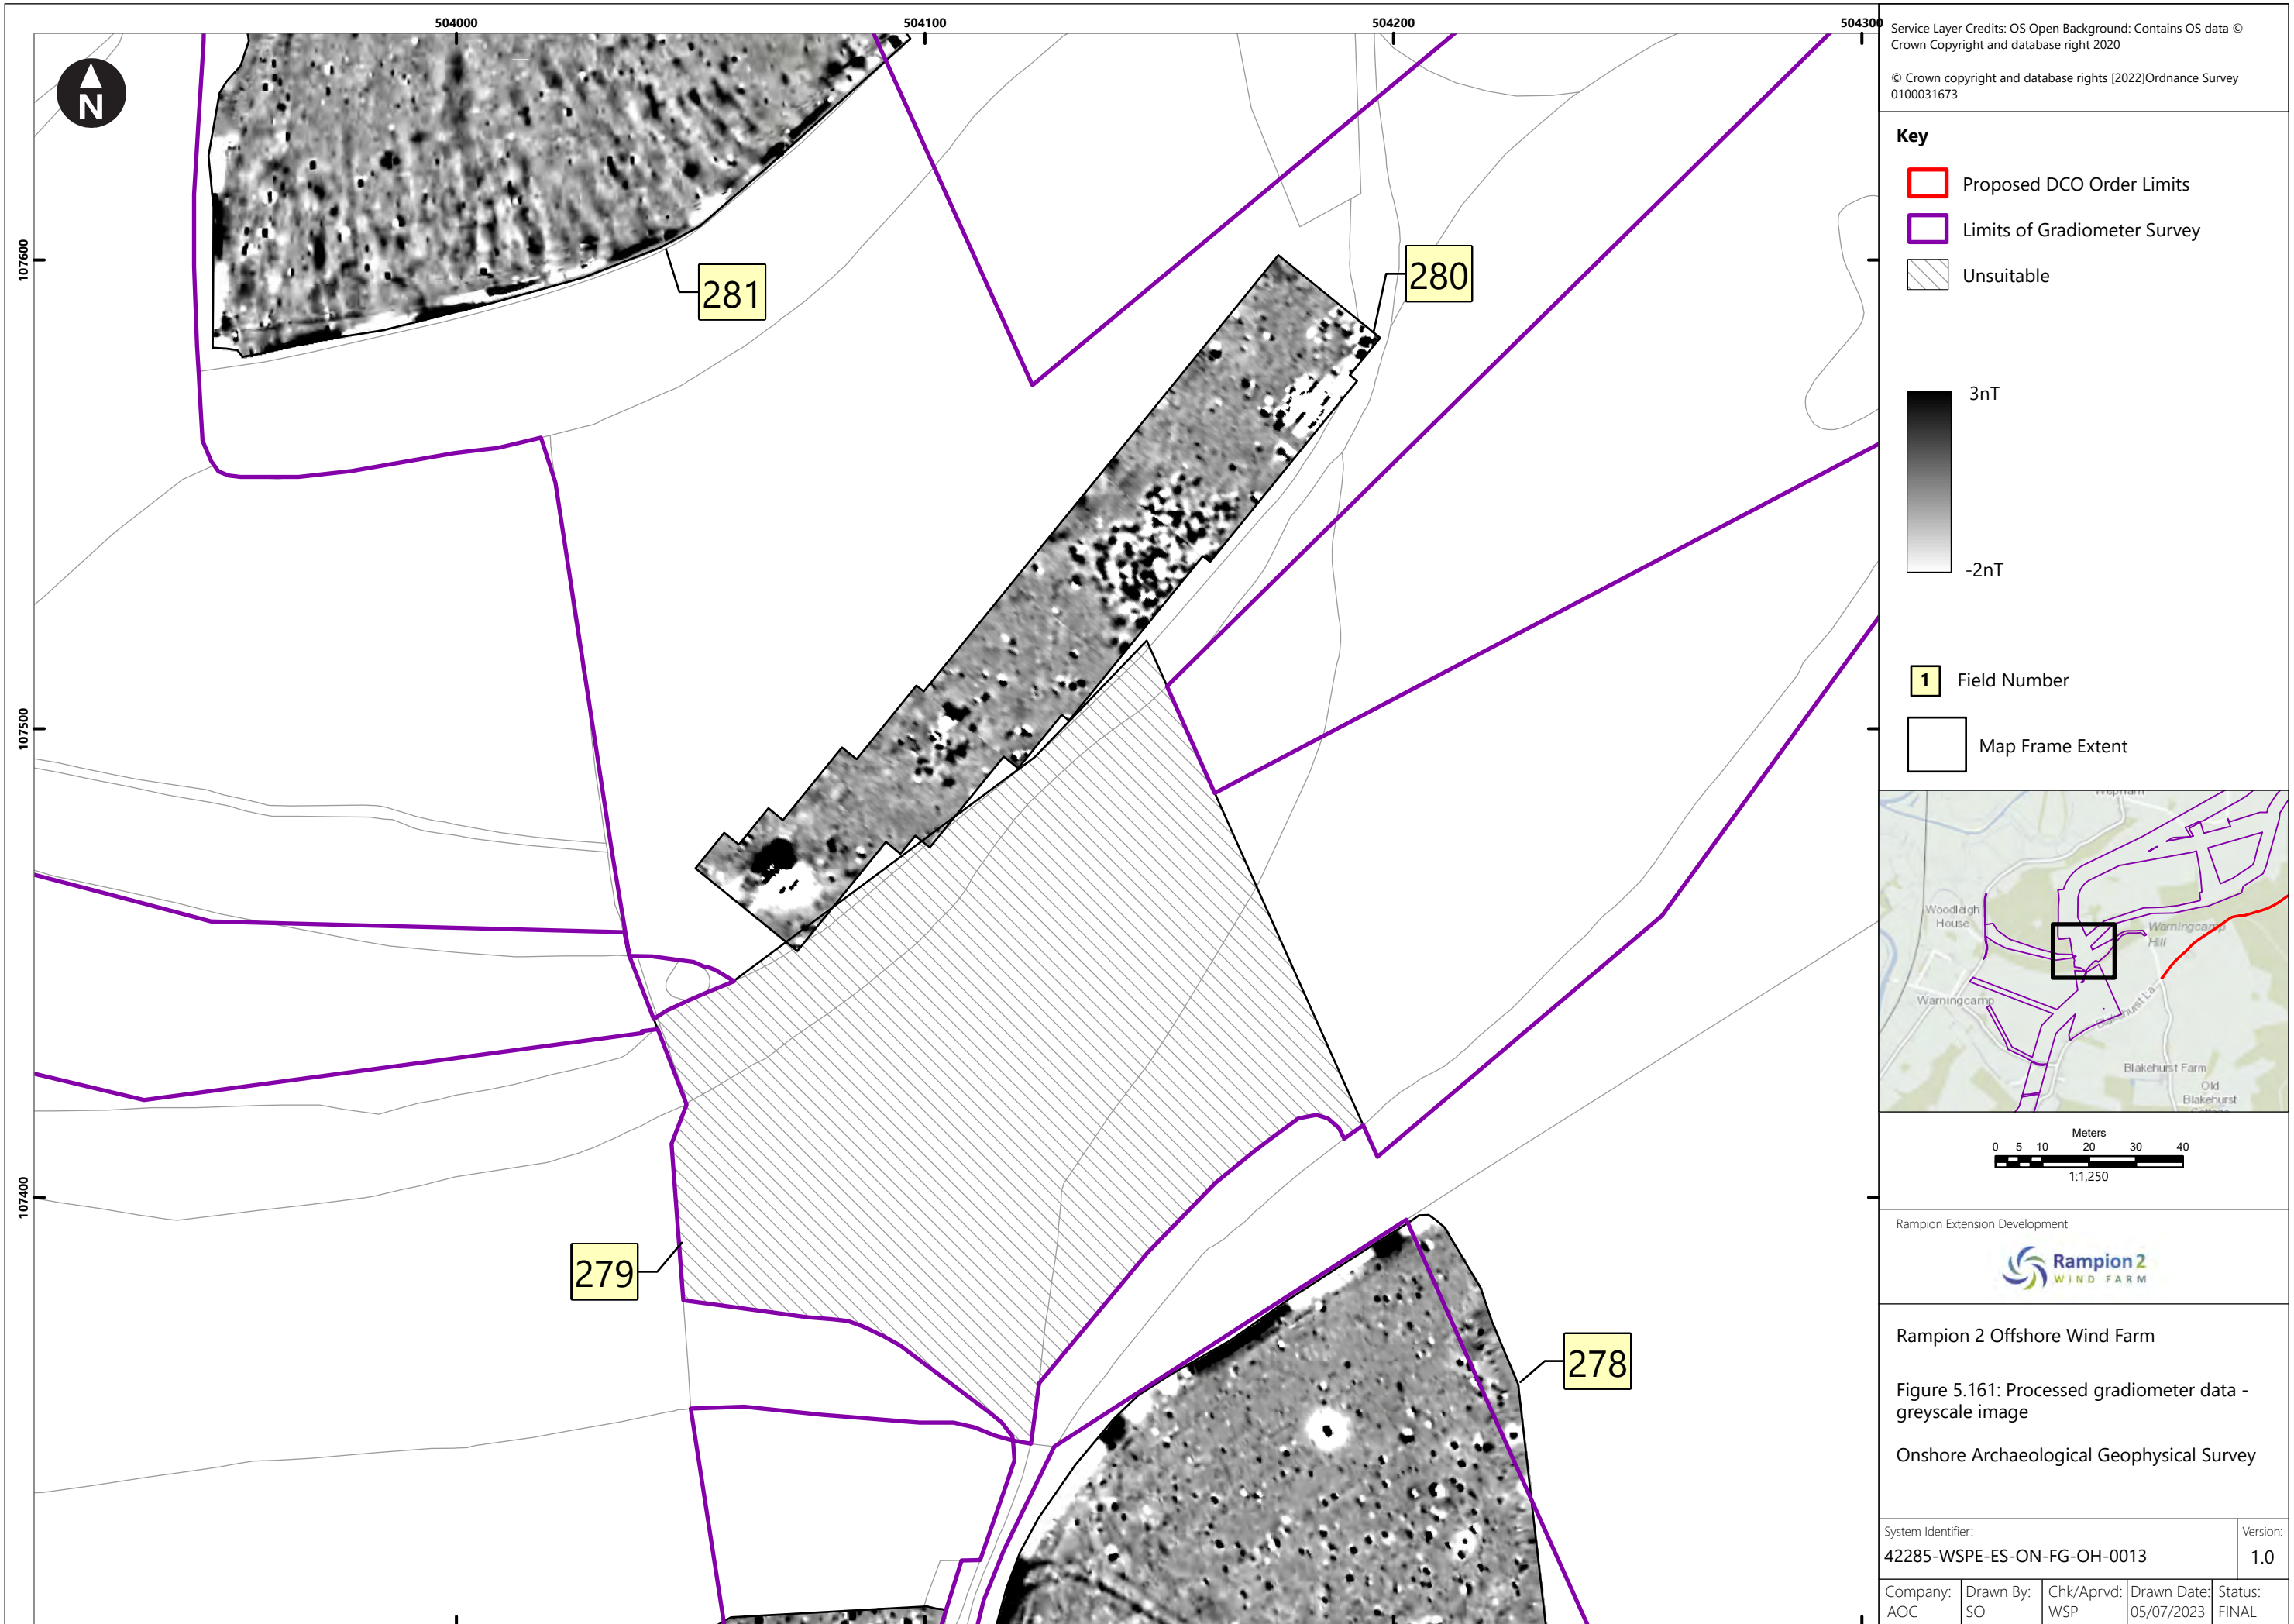 504000
504100
504200
504300
107600
107500
107400
N
281
280
279
278
Service Layer Credits: OS Open Background: Contains OS data ©
Crown Copyright and database right 2020
© Crown copyright and database rights [2022]Ordnance Survey
0100031673
Key
Proposed DCO Order Limits
Limits of Gradiometer Survey
Unsuitable
3nT
-2nT
1 Field Number
Map Frame Extent
Woodleigh
House
Warningcamp
Hill
Warningcamp
Blakehurst La
Blakehurst Farm
Old
Blakehurst
Meters
0 5 10 20 30 40
1:1,250
Rampion Extension Development
Rampion 2
WIND FARM
Rampion 2 Offshore Wind Farm
Figure 5.161: Processed gradiometer data -
greyscale image
Onshore Archaeological Geophysical Survey
System Identifier:
42285-WSPE-ES-ON-FG-OH-0013
Version:
1.0
Company:
AOC
Drawn By:
SO
Chk/Aprvd:
WSP
Drawn Date:
05/07/2023
Status:
FINAL